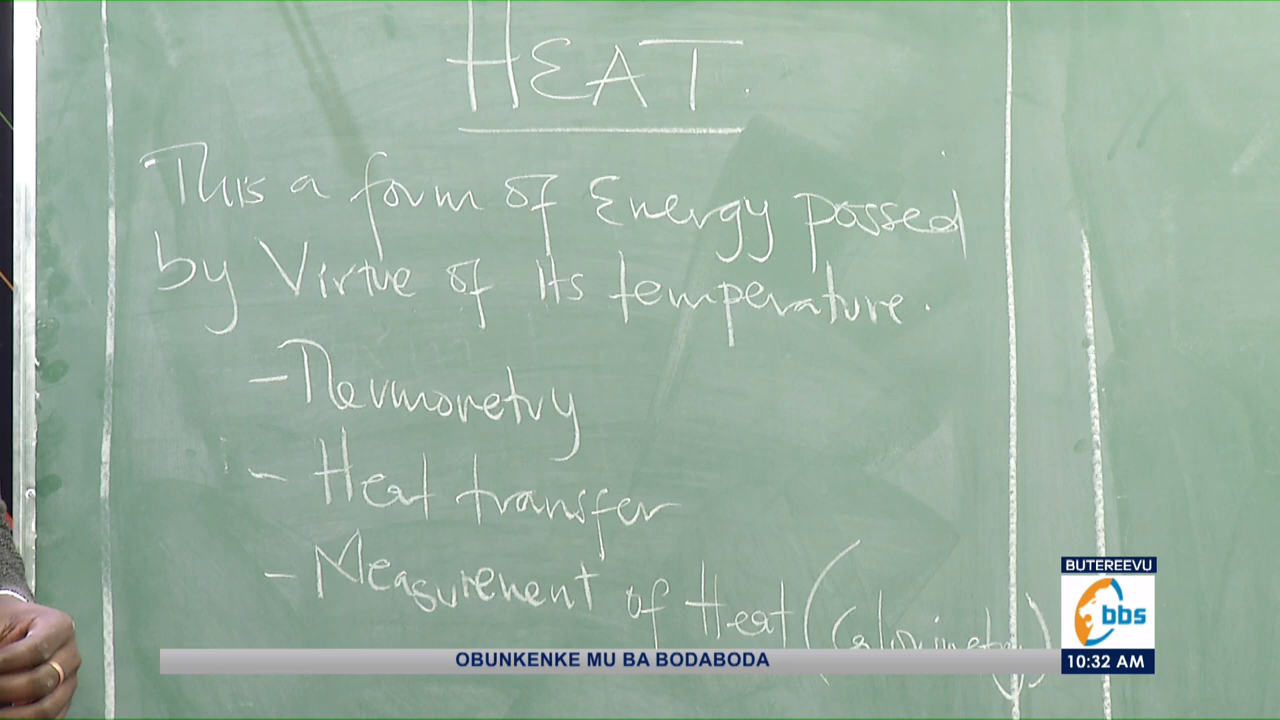 HEAT.
This a form of Energy possed
by Virtue of its temperature.
- Thermometry
- Heat transfer
- Measurement of Heat (Calorimetry)
BUTEREEVU
bbs
OBUNKENKE MU BA BODABODA
10:32 AM